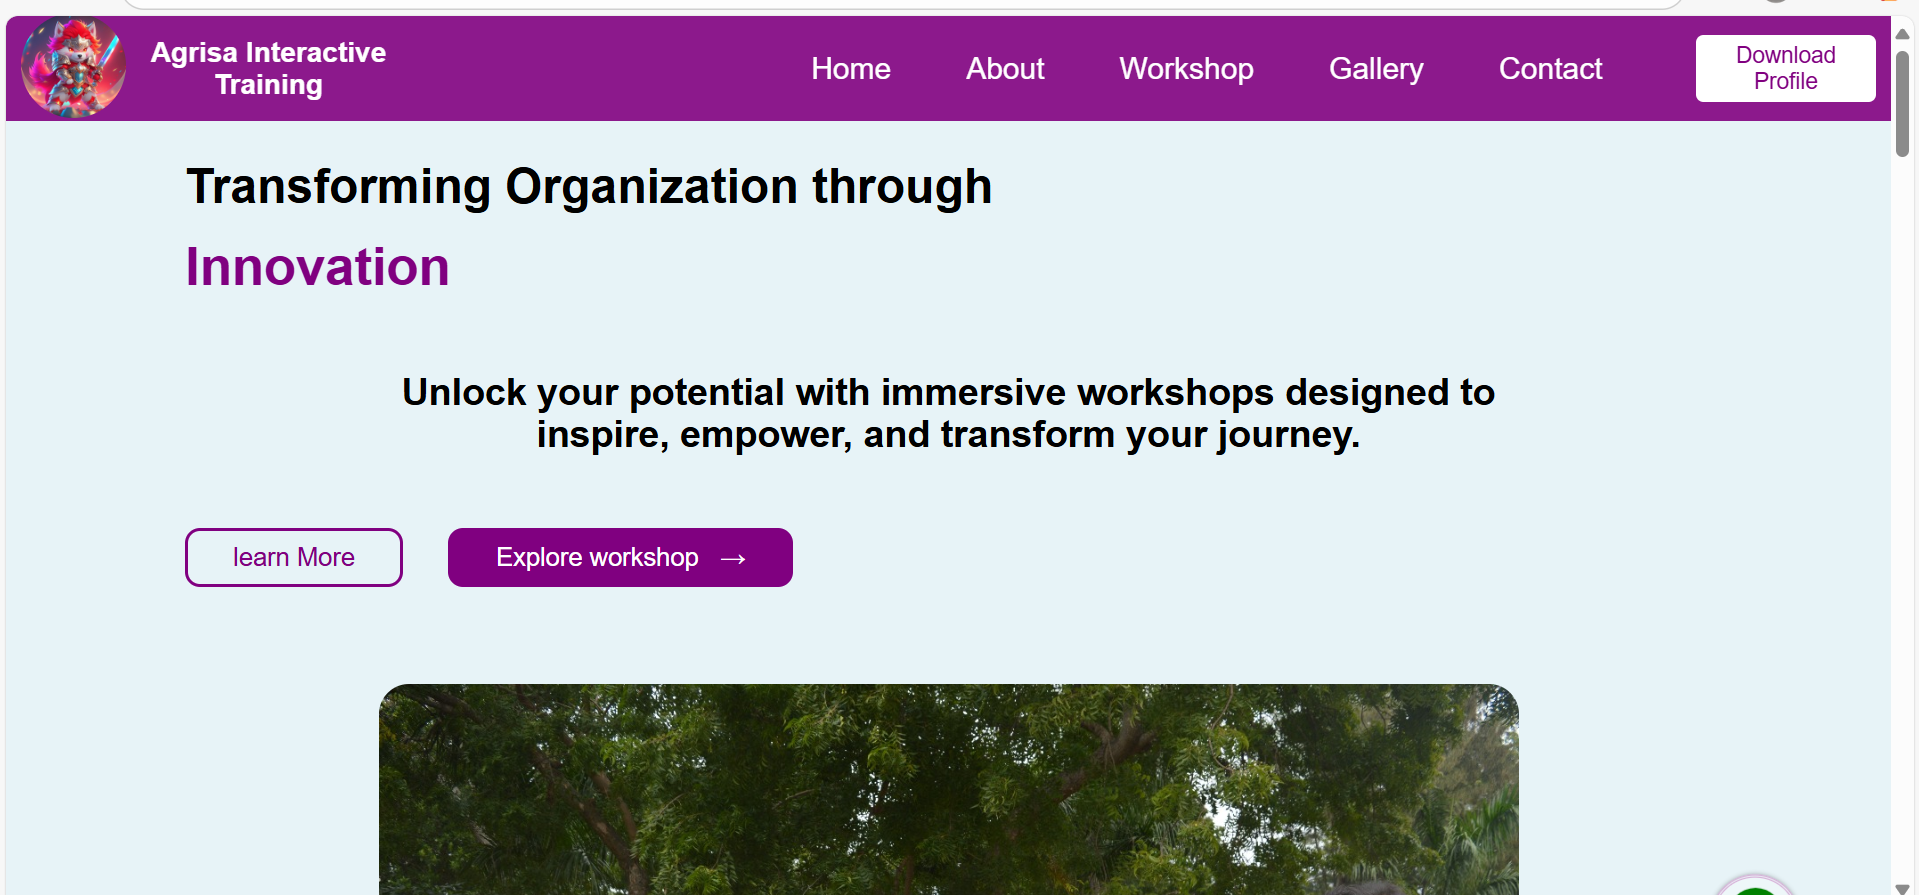 Agrisa Interactive
Training
Home
About
Workshop
Gallery
Contact
Download
Profile
Transforming Organization through
Innovation
Unlock your potential with immersive workshops designed to
inspire, empower, and transform your journey.
learn More
Explore workshop →